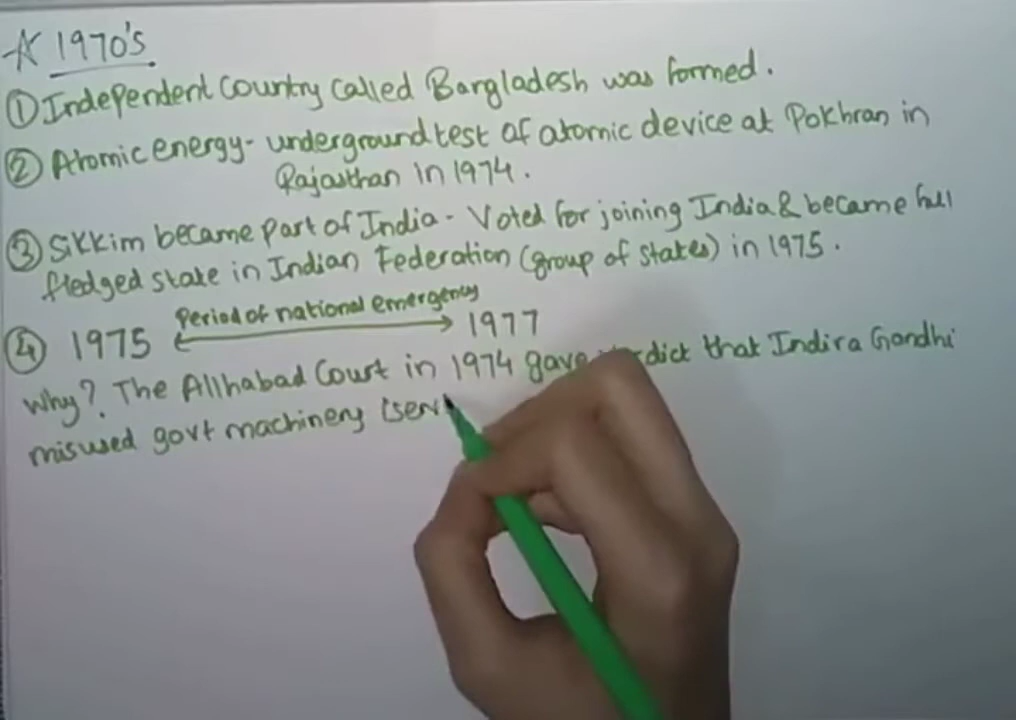 ☆ 1970's
① Independent Country Called Bangladesh was formed.
② Atomic energy - underground test of atomic device at Pokhran in
Rajasthan in 1974.
③ Sikkim became part of India - Voted for joining India & became full
fledged state in Indian Federation (group of states) in 1975.
Period of national emergency
④ 1975 ↔ 1977
Why? The Allhabad Court in 1974 gave dict that Indira Gandhi
misused govt machinery (serv